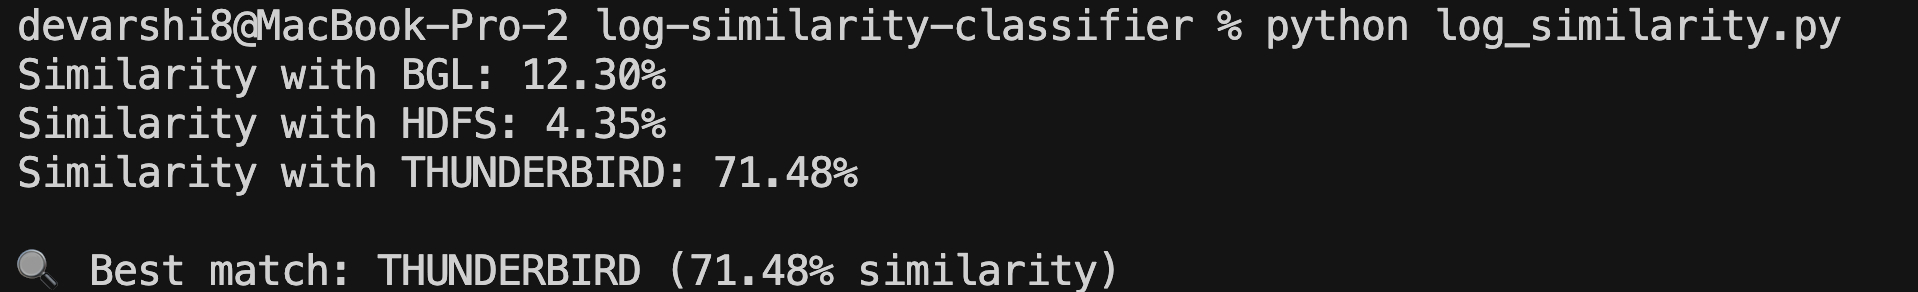 devarshi8@MacBook-Pro-2 log-similarity-classifier % python log_similarity.py
Similarity with BGL: 12.30%
Similarity with HDFS: 4.35%
Similarity with THUNDERBIRD: 71.48%
🔍 Best match: THUNDERBIRD (71.48% similarity)